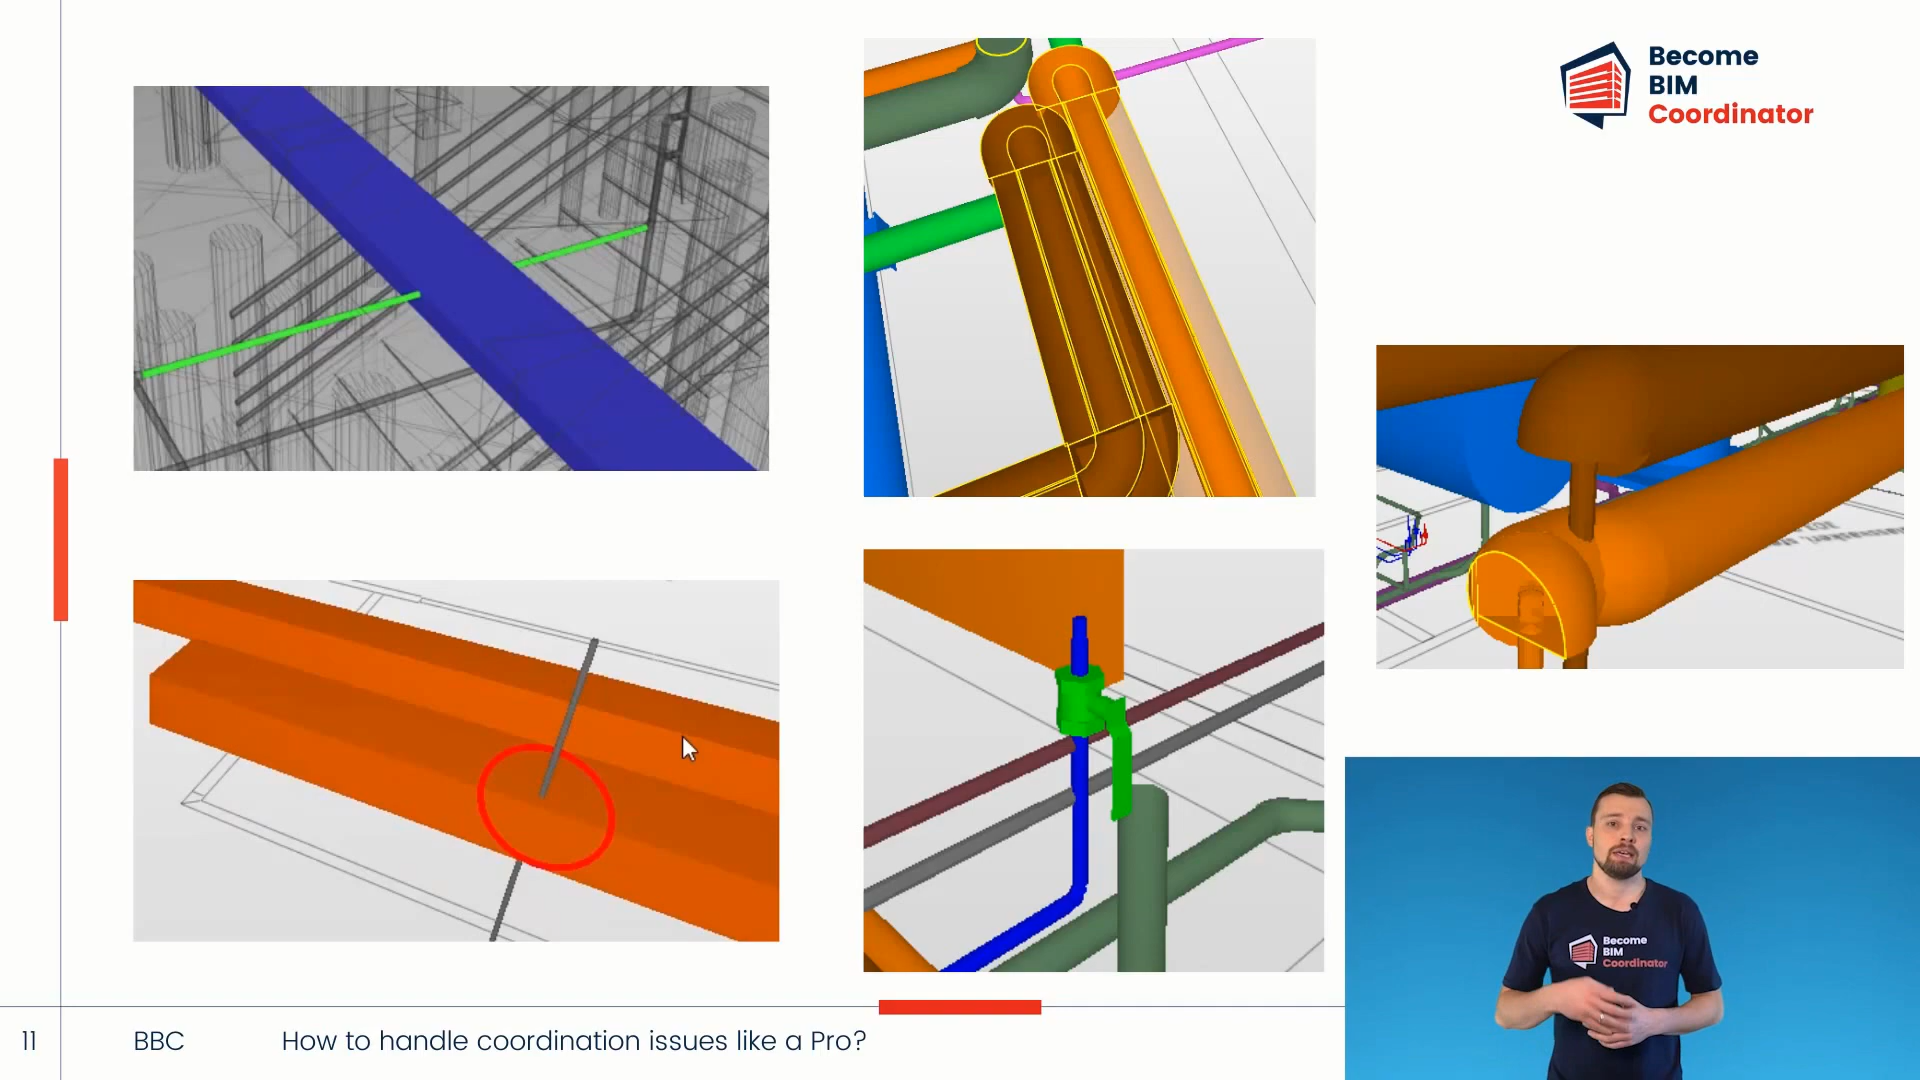 Become
BIM
Coordinator
Become
BIM
Coordinator
11
BBC
How to handle coordination issues like a Pro?